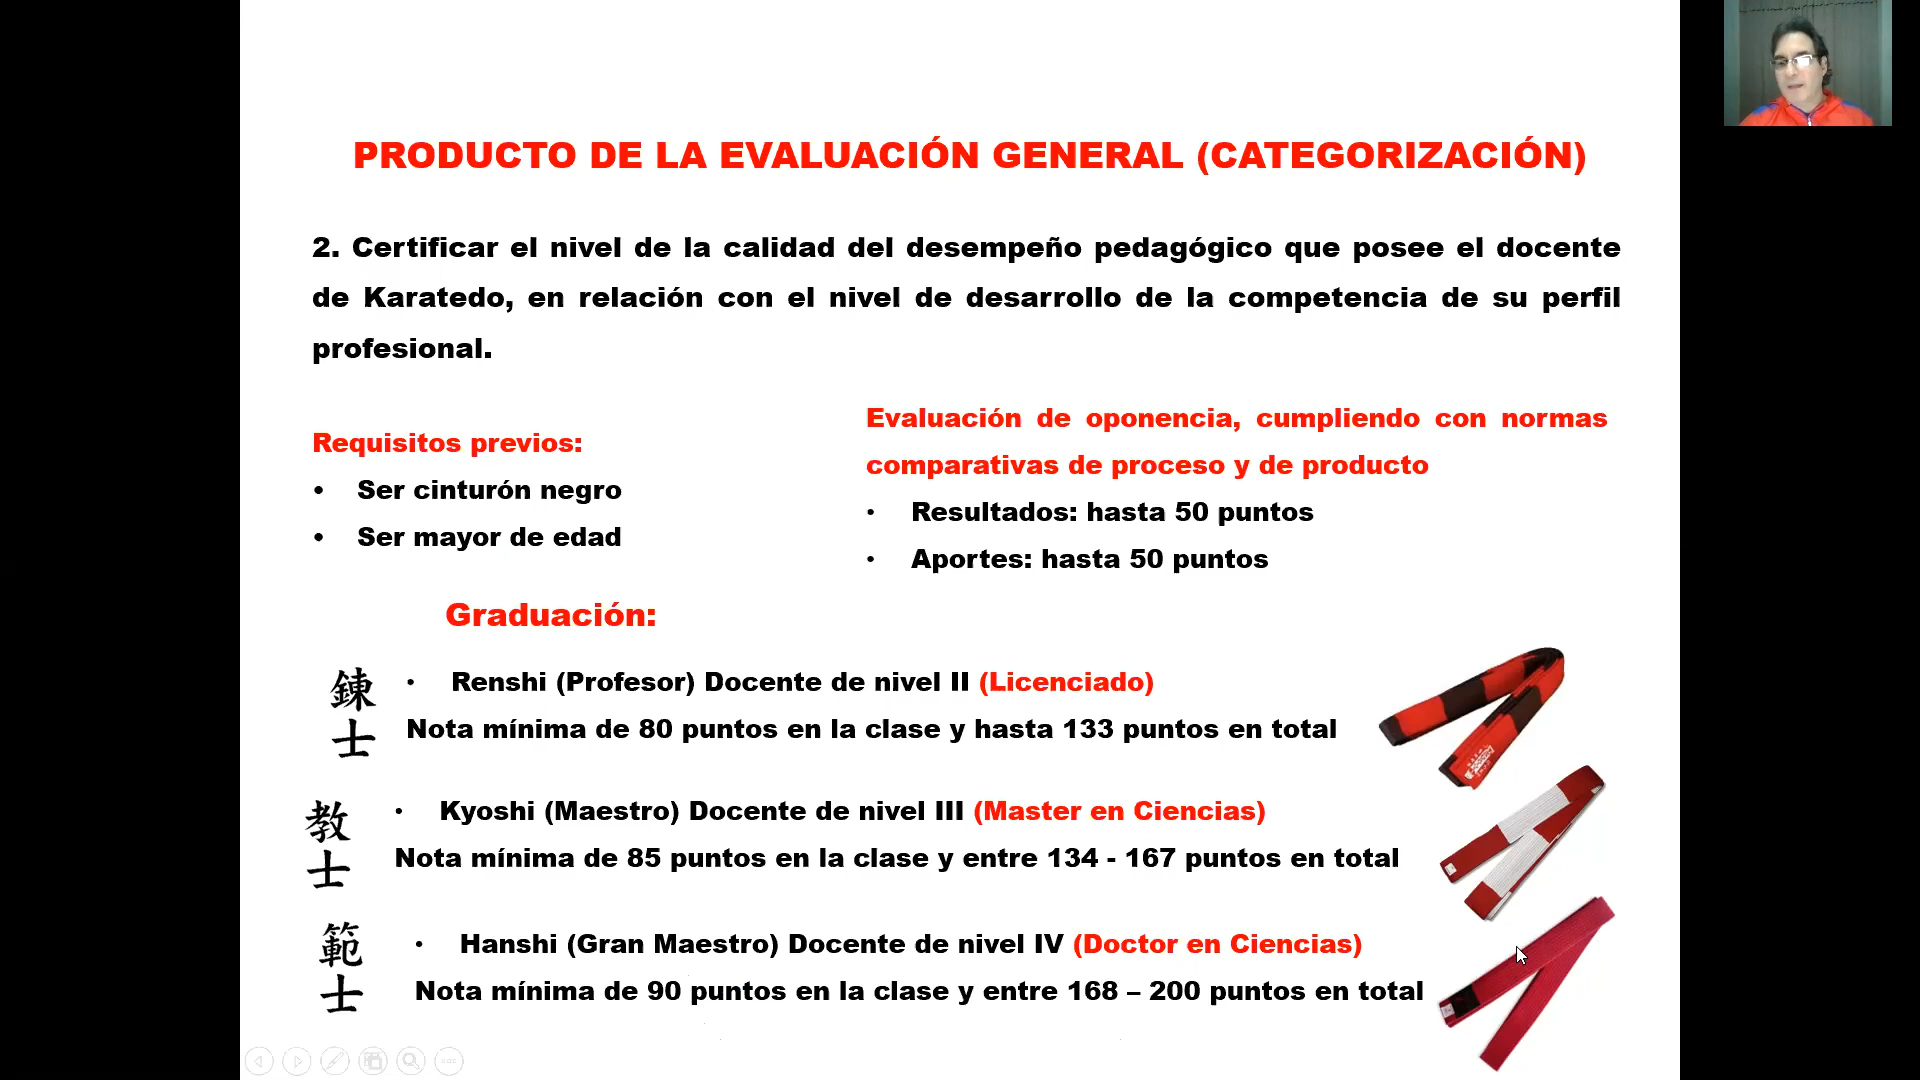 PRODUCTO DE LA EVALUACIÓN GENERAL (CATEGORIZACIÓN)
2. Certificar el nivel de la calidad del desempeño pedagógico que posee el docente
de Karatedo, en relación con el nivel de desarrollo de la competencia de su perfil
profesional.
Requisitos previos:
• Ser cinturón negro
• Ser mayor de edad
Evaluación de oponencia, cumpliendo con normas
comparativas de proceso y de producto
• Resultados: hasta 50 puntos
• Aportes: hasta 50 puntos
Graduación:
錬士
• Renshi (Profesor) Docente de nivel II (Licenciado)
Nota mínima de 80 puntos en la clase y hasta 133 puntos en total
教士
• Kyoshi (Maestro) Docente de nivel III (Master en Ciencias)
Nota mínima de 85 puntos en la clase y entre 134 - 167 puntos en total
範士
• Hanshi (Gran Maestro) Docente de nivel IV (Doctor en Ciencias)
Nota mínima de 90 puntos en la clase y entre 168 – 200 puntos en total